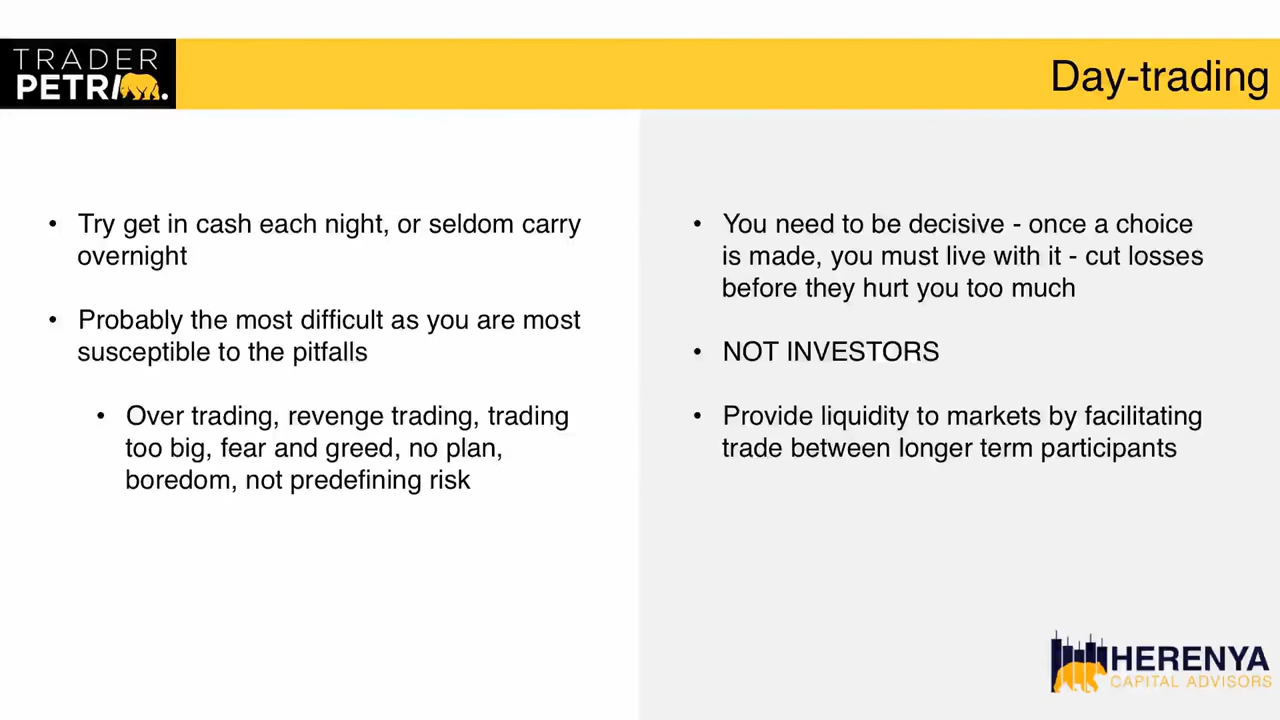 TRADER
PETRI.
Day-trading
• Try get in cash each night, or seldom carry
overnight
• Probably the most difficult as you are most
susceptible to the pitfalls
• Over trading, revenge trading, trading
too big, fear and greed, no plan,
boredom, not predefining risk
• You need to be decisive - once a choice
is made, you must live with it - cut losses
before they hurt you too much
• NOT INVESTORS
• Provide liquidity to markets by facilitating
trade between longer term participants
HERENYA
CAPITAL ADVISORS